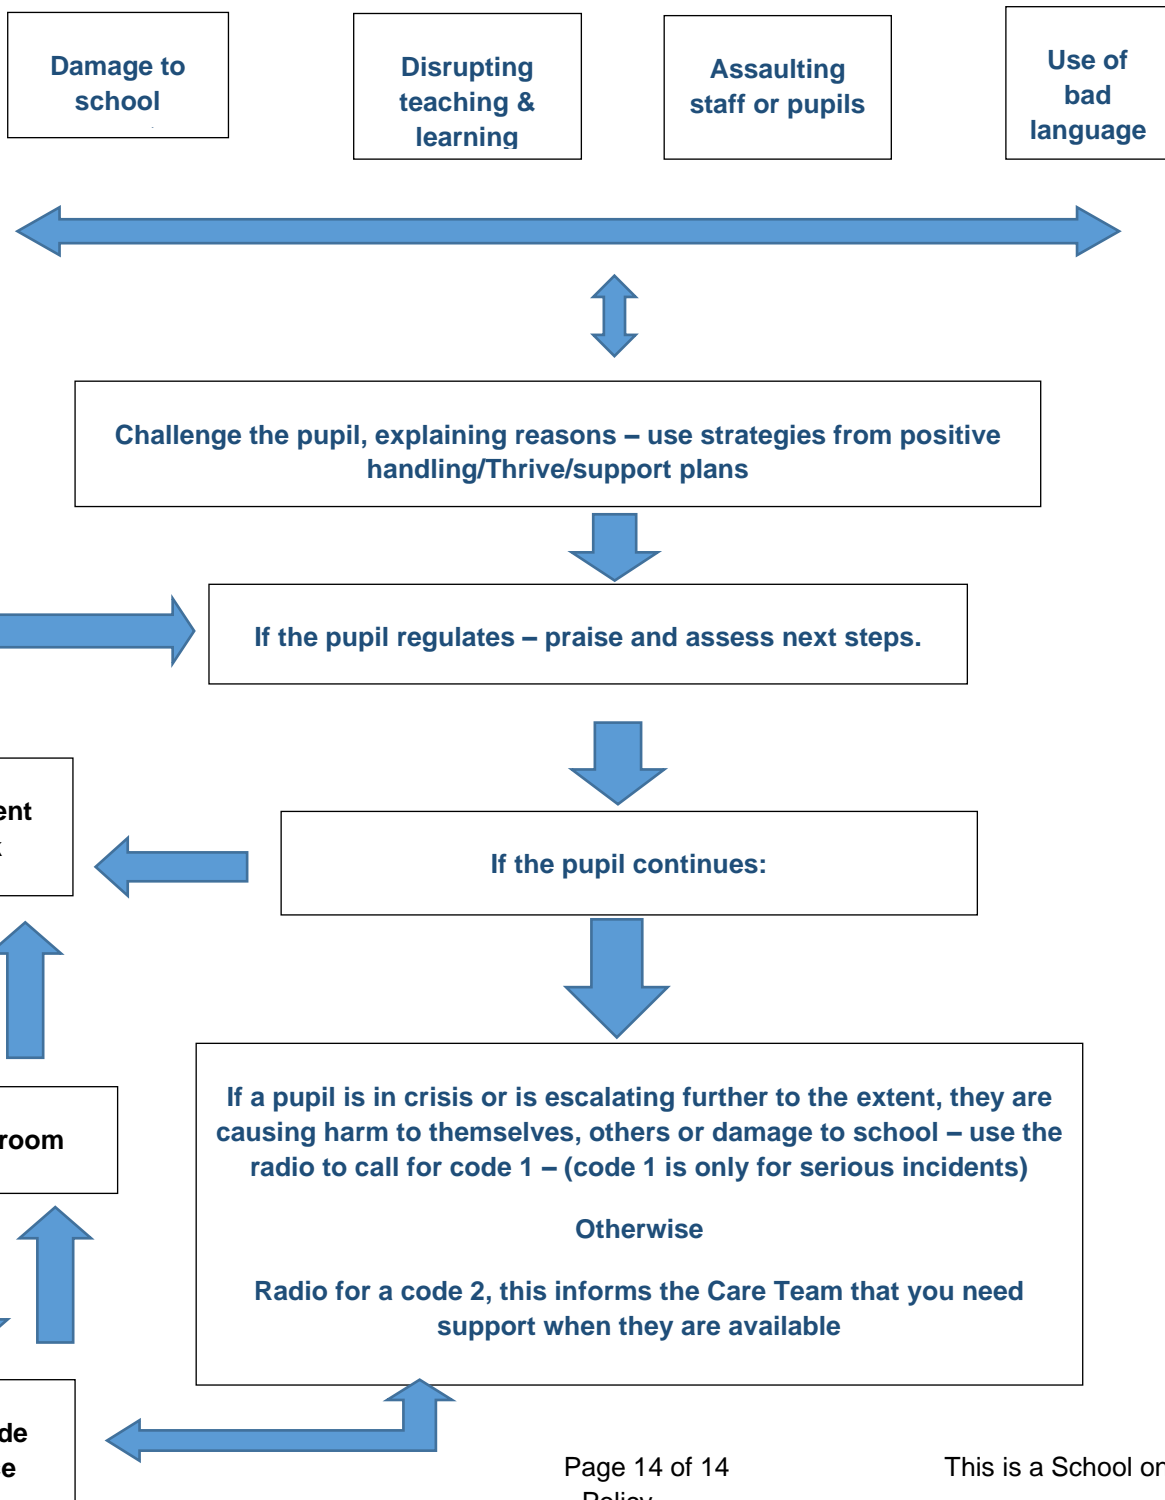 Damage to
school
Disrupting
teaching &
learning
Assaulting
staff or pupils
Use of
bad
language
Challenge the pupil, explaining reasons – use strategies from positive
handling/Thrive/support plans
If the pupil regulates – praise and assess next steps.
If the pupil continues:
If a pupil is in crisis or is escalating further to the extent, they are
causing harm to themselves, others or damage to school – use the
radio to call for code 1 – (code 1 is only for serious incidents)
room
Otherwise
Radio for a code 2, this informs the Care Team that you need
support when they are available
Page 14 of 14
This is a School
Policy